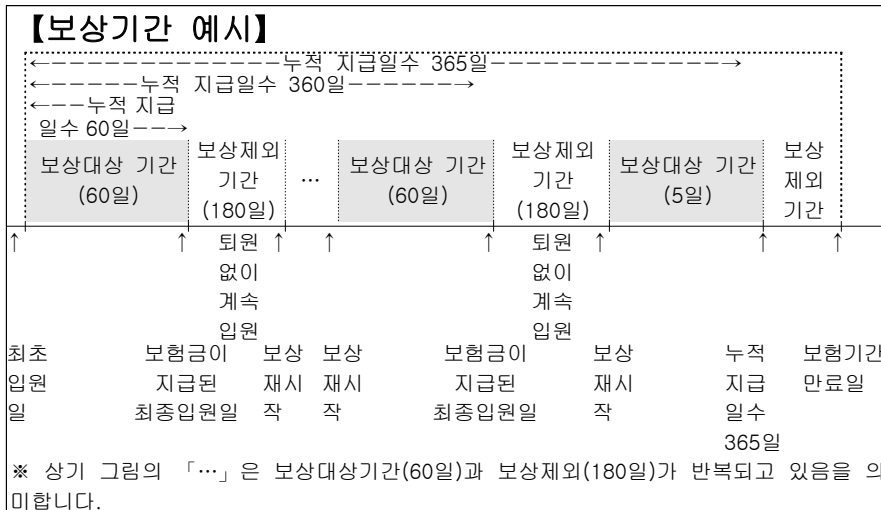 【보상기간 예시】
←−−−−−−−−−−−−−−누적 지급일수 365일−−−−−−−−−−−−−−→
←−−−−−−누적 지급일수 360일−−−−−−−→
←−−−누적 지급
일수 60일−−→
보상대상 기간
(60일)
보상제외
기간
(180일)
…
보상대상 기간
(60일)
보상제외
기간
(180일)
보상대상 기간
(5일)
보상
제외
기간
↑ ↑ ↑ ↑ ↑ ↑ ↑ ↑
퇴원
없이
계속
입원
퇴원
없이
계속
입원
최초
입원
일
보험금이
지급된
최종입원일
보상
재시
작
보상
재시
작
보험금이
지급된
최종입원일
보상
재시
작
누적
지급
일수
365일
보험기간
만료일
※ 상기 그림의 「…」은 보상대상기간(60일)과 보상제외(180일)가 반복되고 있음을 의
미합니다.